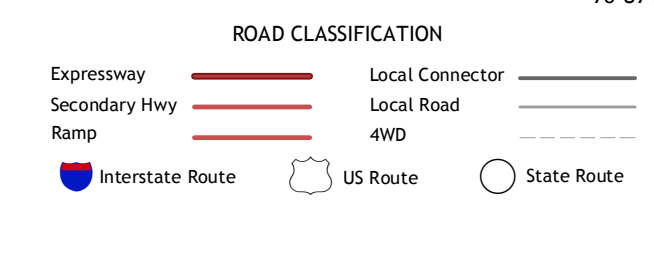 ROAD CLASSIFICATION
Expressway
Local Connector
Secondary Hwy
Local Road
Ramp
4WD
Interstate Route
US Route
State Route